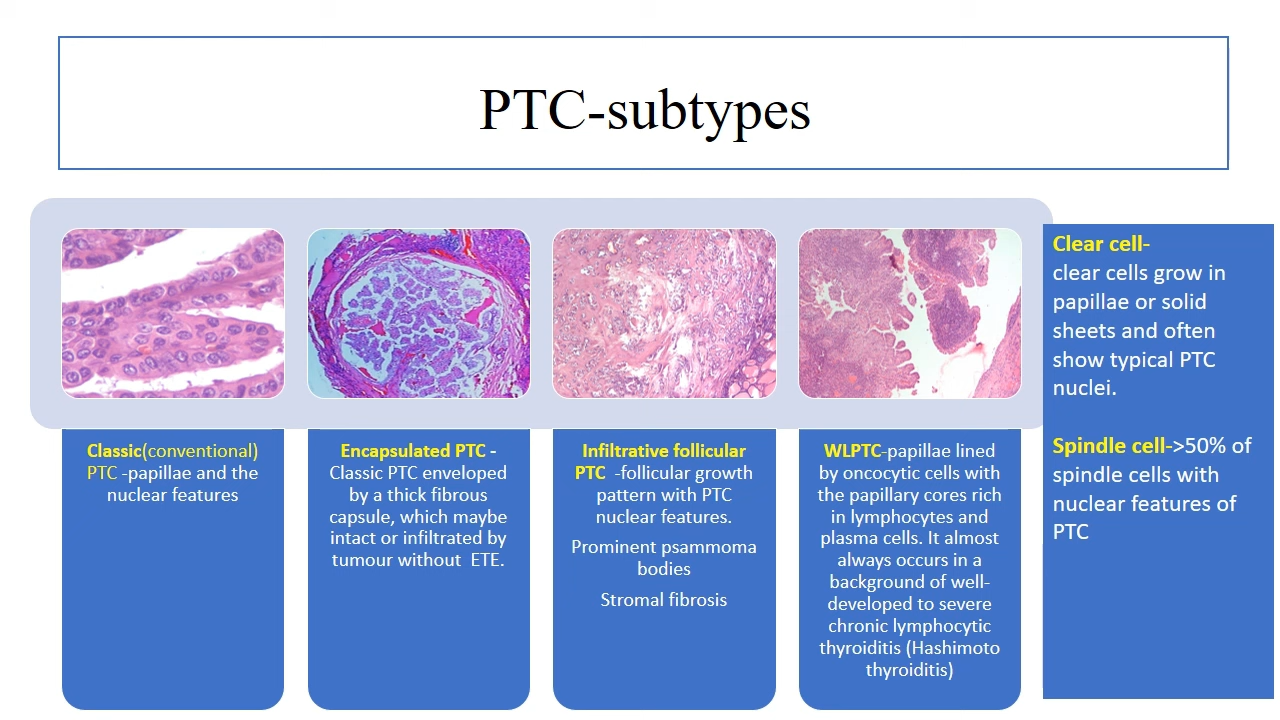 PTC-subtypes
Classic(conventional)
PTC -papillae and the
nuclear features
Encapsulated PTC -
Classic PTC enveloped
by a thick fibrous
capsule, which maybe
intact or infiltrated by
tumour without  ETE.
Infiltrative follicular
PTC  -follicular growth
pattern with PTC
nuclear features.
Prominent psammoma
bodies
Stromal fibrosis
WLPTC-papillae lined
by oncocytic cells with
the papillary cores rich
in lymphocytes and
plasma cells. It almost
always occurs in a
background of well-
developed to severe
chronic lymphocytic
thyroiditis (Hashimoto
thyroiditis)
Clear cell-
clear cells grow in
papillae or solid
sheets and often
show typical PTC
nuclei.
Spindle cell->50% of
spindle cells with
nuclear features of
PTC